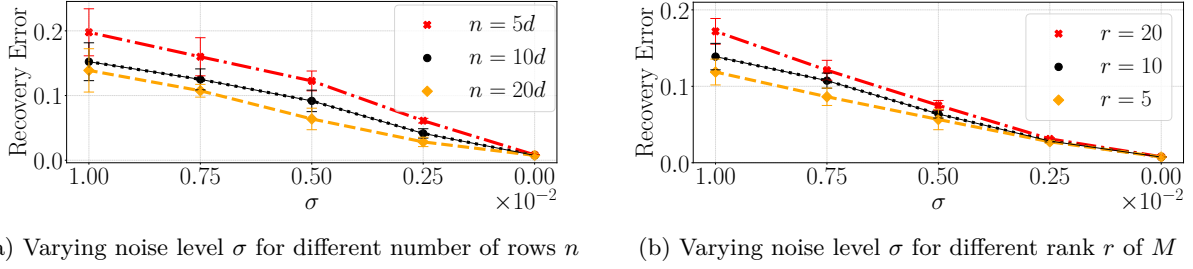 Recovery Error
0.2
0.1
0.0
n = 5d
n = 10d
n = 20d
1.00 0.75 0.50 0.25 0.00
×10⁻²
σ
Recovery Error
0.2
0.1
0.0
r = 20
r = 10
r = 5
1.00 0.75 0.50 0.25 0.00
×10⁻²
σ
) Varying noise level σ for different number of rows n
(b) Varying noise level σ for different rank r of M